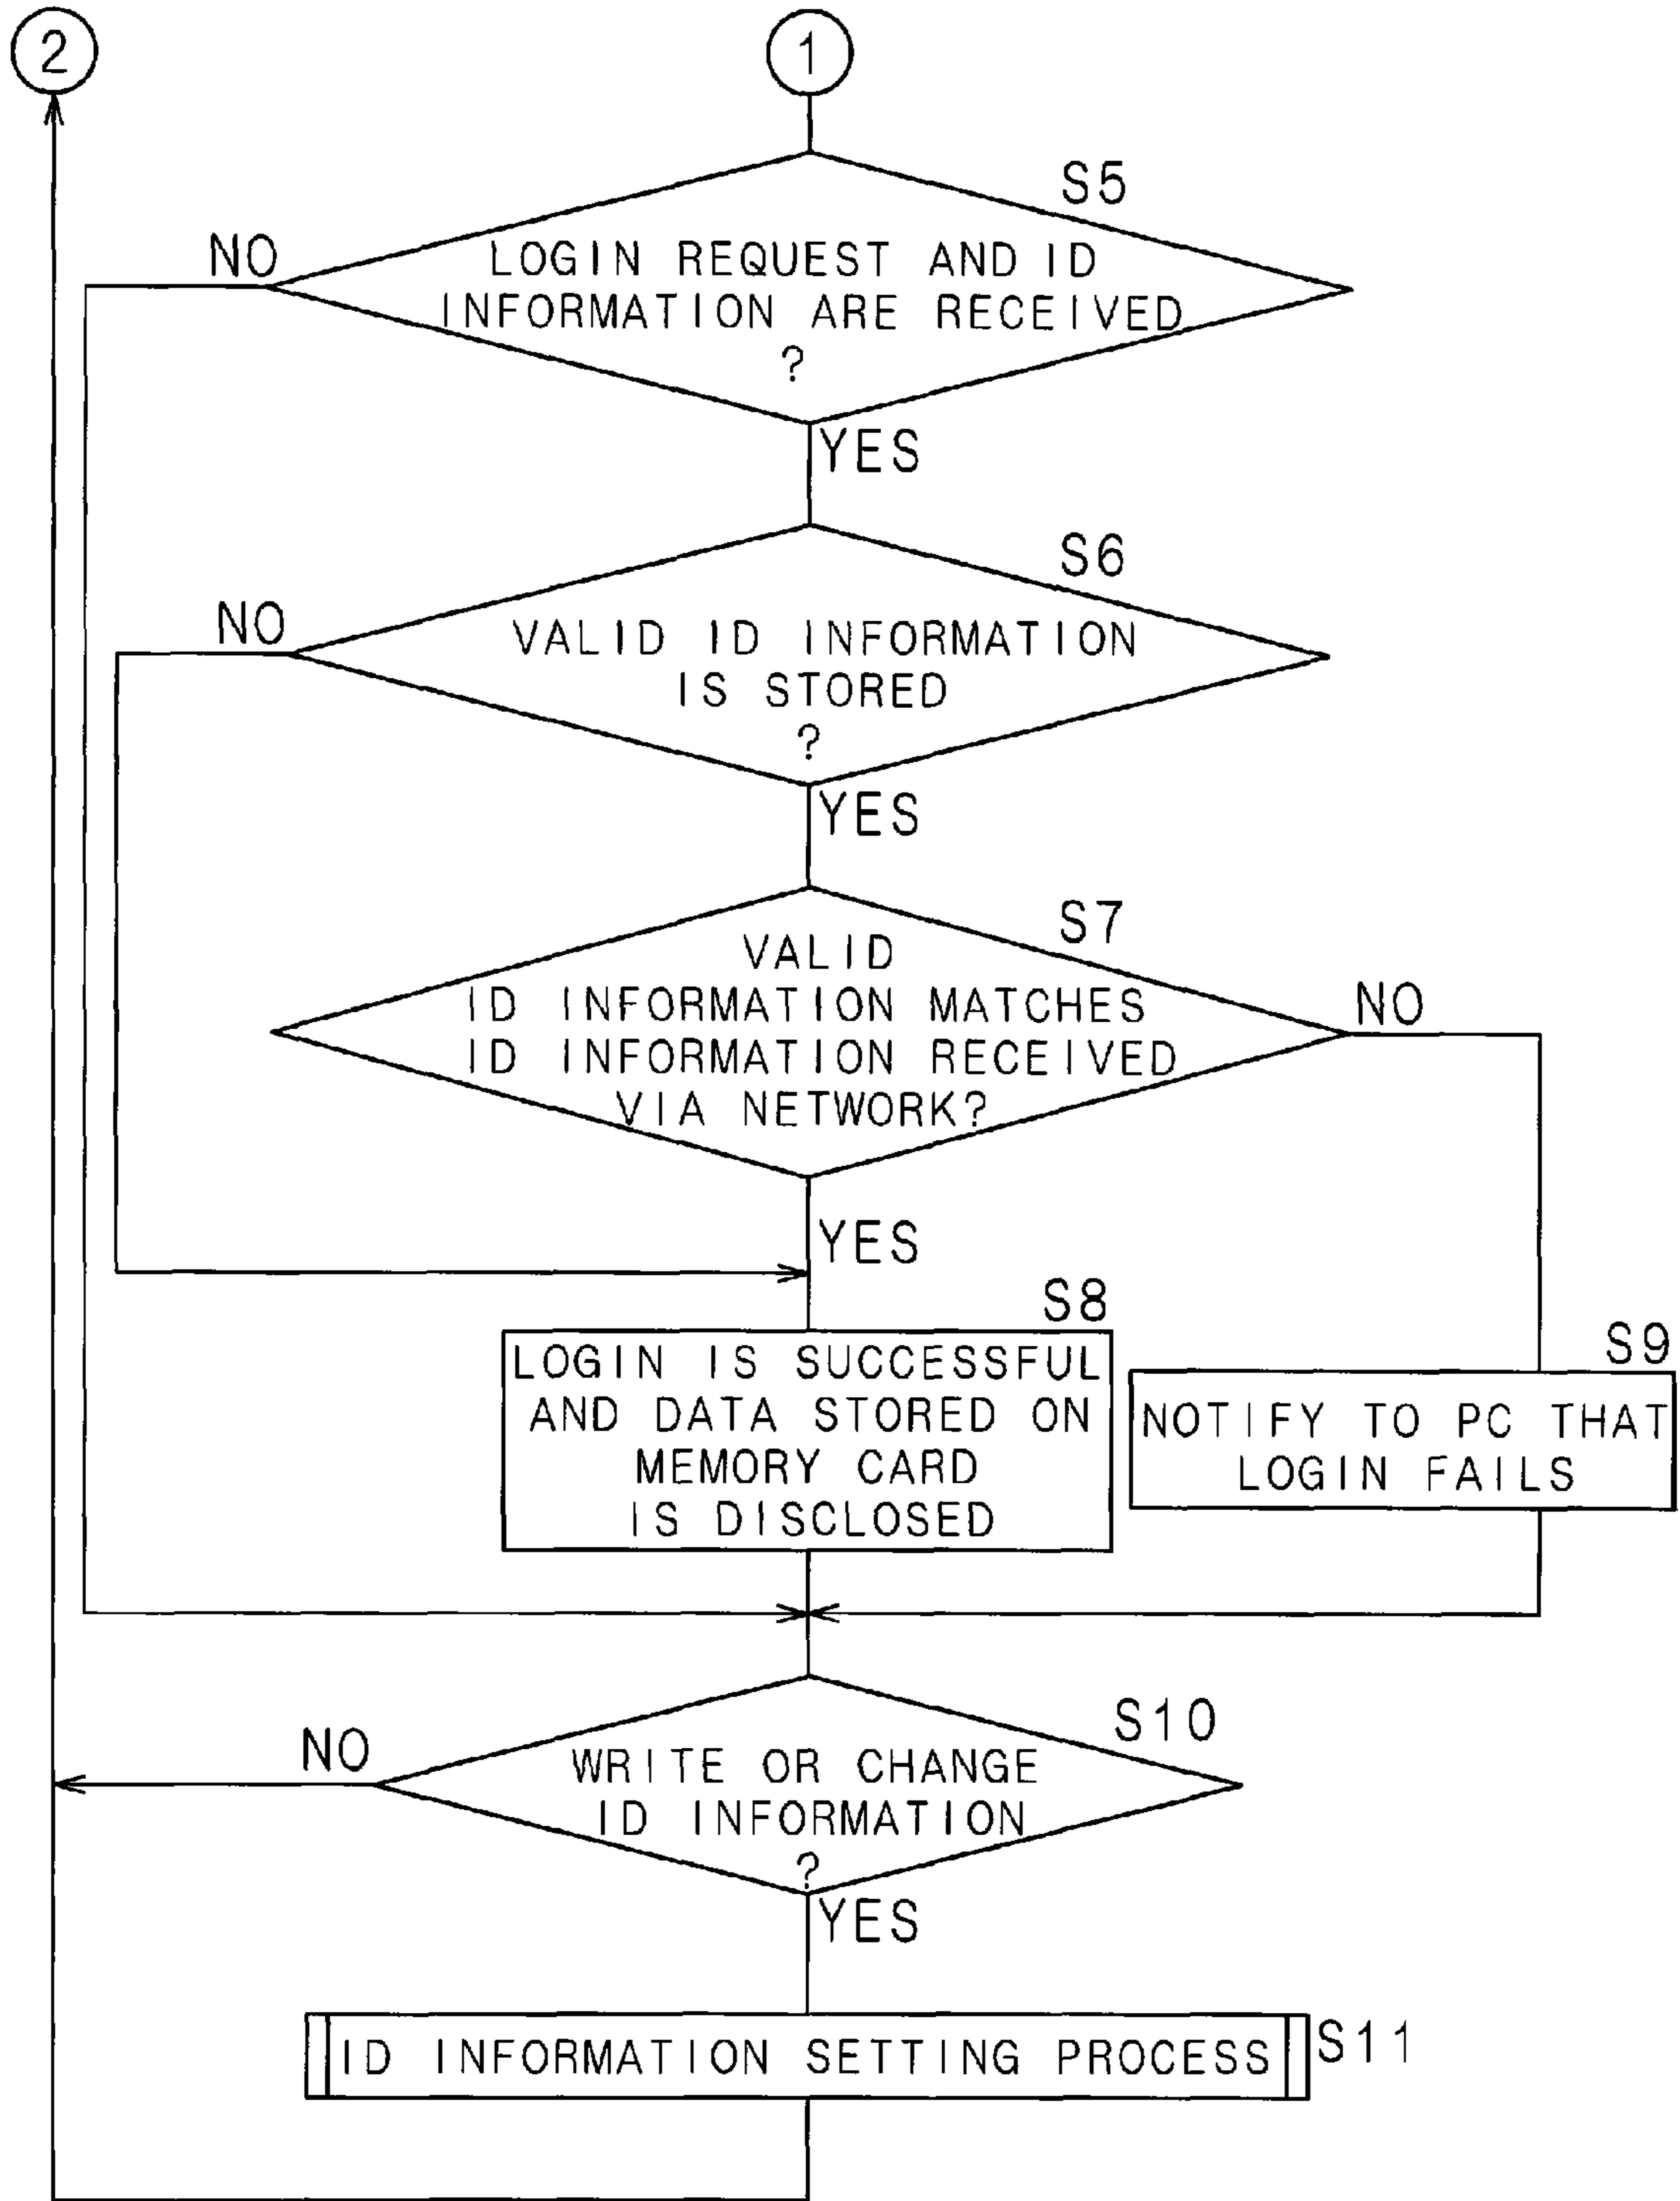 2
1
S5
NO
LOGIN REQUEST AND ID
INFORMATION ARE RECEIVED
?
YES
S6
NO
VALID ID INFORMATION
IS STORED
?
YES
S7
VALID
ID INFORMATION MATCHES
NO
ID INFORMATION RECEIVED
VIA NETWORK?
YES
S8
LOGIN IS SUCCESSFUL
AND DATA STORED ON
MEMORY CARD
IS DISCLOSED
S9
NOTIFY TO PC THAT
LOGIN FAILS
S10
NO
WRITE OR CHANGE
ID INFORMATION
?
YES
ID INFORMATION SETTING PROCESS
S11